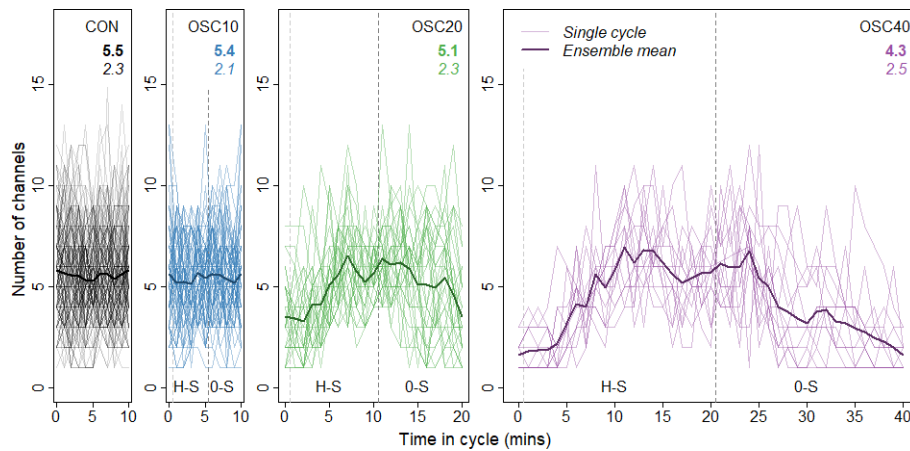 Number of channels
CON
5.5
2.3
0
5
10
15
0 5 10
OSC10
5.4
2.1
0
5
10
15
H-S 0-S
0 5 10
OSC20
5.1
2.3
0
5
10
15
H-S 0-S
0 5 10 15 20
Single cycle
Ensemble mean
OSC40
4.3
2.5
0
5
10
15
H-S 0-S
0 5 10 15 20 25 30 35 40
Time in cycle (mins)